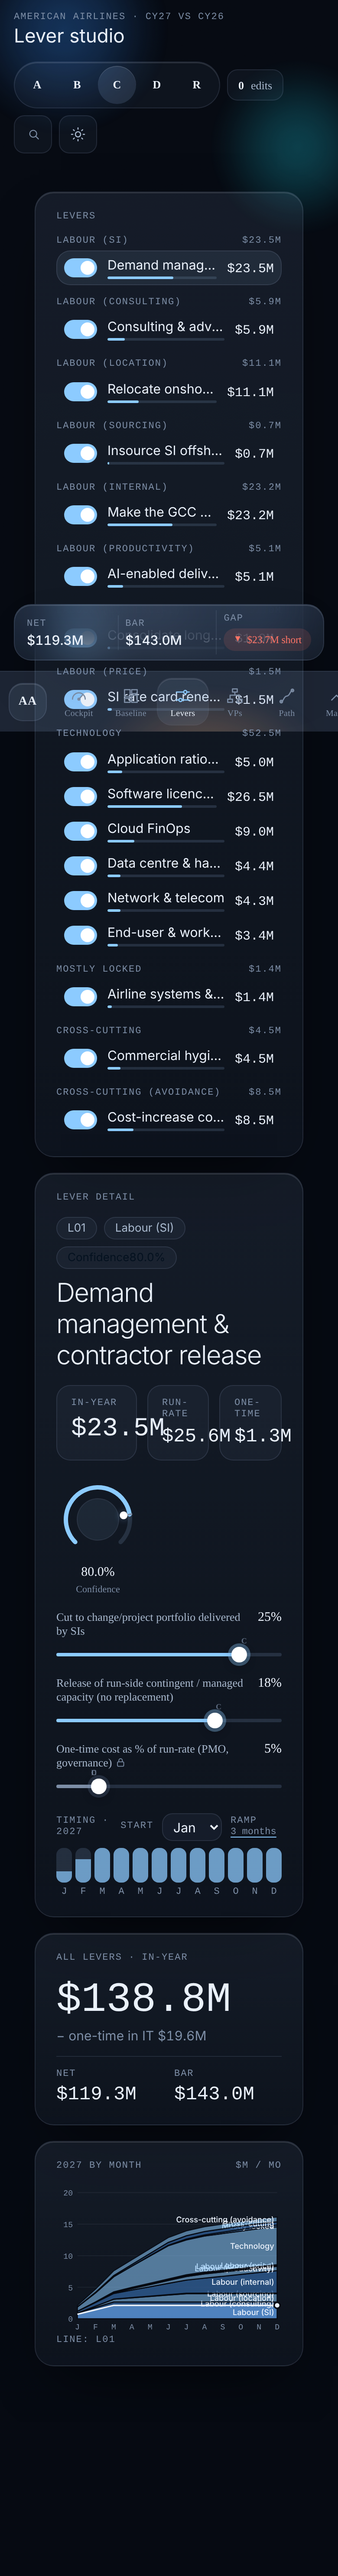 AMERICAN AIRLINES · CY27 VS CY26
Lever studio
A B C D R
0 edits
LEVERS
LABOUR (SI) $23.5M
Demand manag... $23.5M
LABOUR (CONSULTING) $5.9M
Consulting & adv... $5.9M
LABOUR (LOCATION) $11.1M
Relocate onsho... $11.1M
LABOUR (SOURCING) $0.7M
Insource SI offsh... $0.7M
LABOUR (INTERNAL) $23.2M
Make the GCC ... $23.2M
LABOUR (PRODUCTIVITY) $5.1M
AI-enabled deliv... $5.1M
NET BAR GAP
$119.3M $143.0M $23.7M short
LABOUR (PRICE) $1.5M
SI rate card, $1.5M
AA Cockpit Baseline Levers VPs Path
TECHNOLOGY $52.5M
Application ratio... $5.0M
Software licenc... $26.5M
Cloud FinOps $9.0M
Data centre & ha... $4.4M
Network & telecom $4.3M
End-user & work... $3.4M
MOSTLY LOCKED $1.4M
Airline systems &... $1.4M
CROSS-CUTTING $4.5M
Commercial hygi... $4.5M
CROSS-CUTTING (AVOIDANCE) $8.5M
Cost-increase co... $8.5M
LEVER DETAIL
L01 Labour (SI)
Confidence80.0%
Demand
management &
contractor release
IN-YEAR RUN-RATE ONE-TIME
$23.5M $25.6M $1.3M
80.0%
Confidence
Cut to change/project portfolio delivered 25%
by SIs
C
Release of run-side contingent / managed 18%
capacity (no replacement)
C
One-time cost as % of run-rate (PMO, 5%
governance)
TIMING · 2027 START Jan RAMP
3 months
J F M A M J J A S O N D
ALL LEVERS · IN-YEAR
$138.8M
− one-time in IT $19.6M
NET BAR
$119.3M $143.0M
2027 BY MONTH $M / MO
20
15
10
5
0
Cross-cutting (avoidance)
Technology
Labour (internal)
Labour (location)
Labour (SI)
J F M A M J J A S O N D
LINE: L01